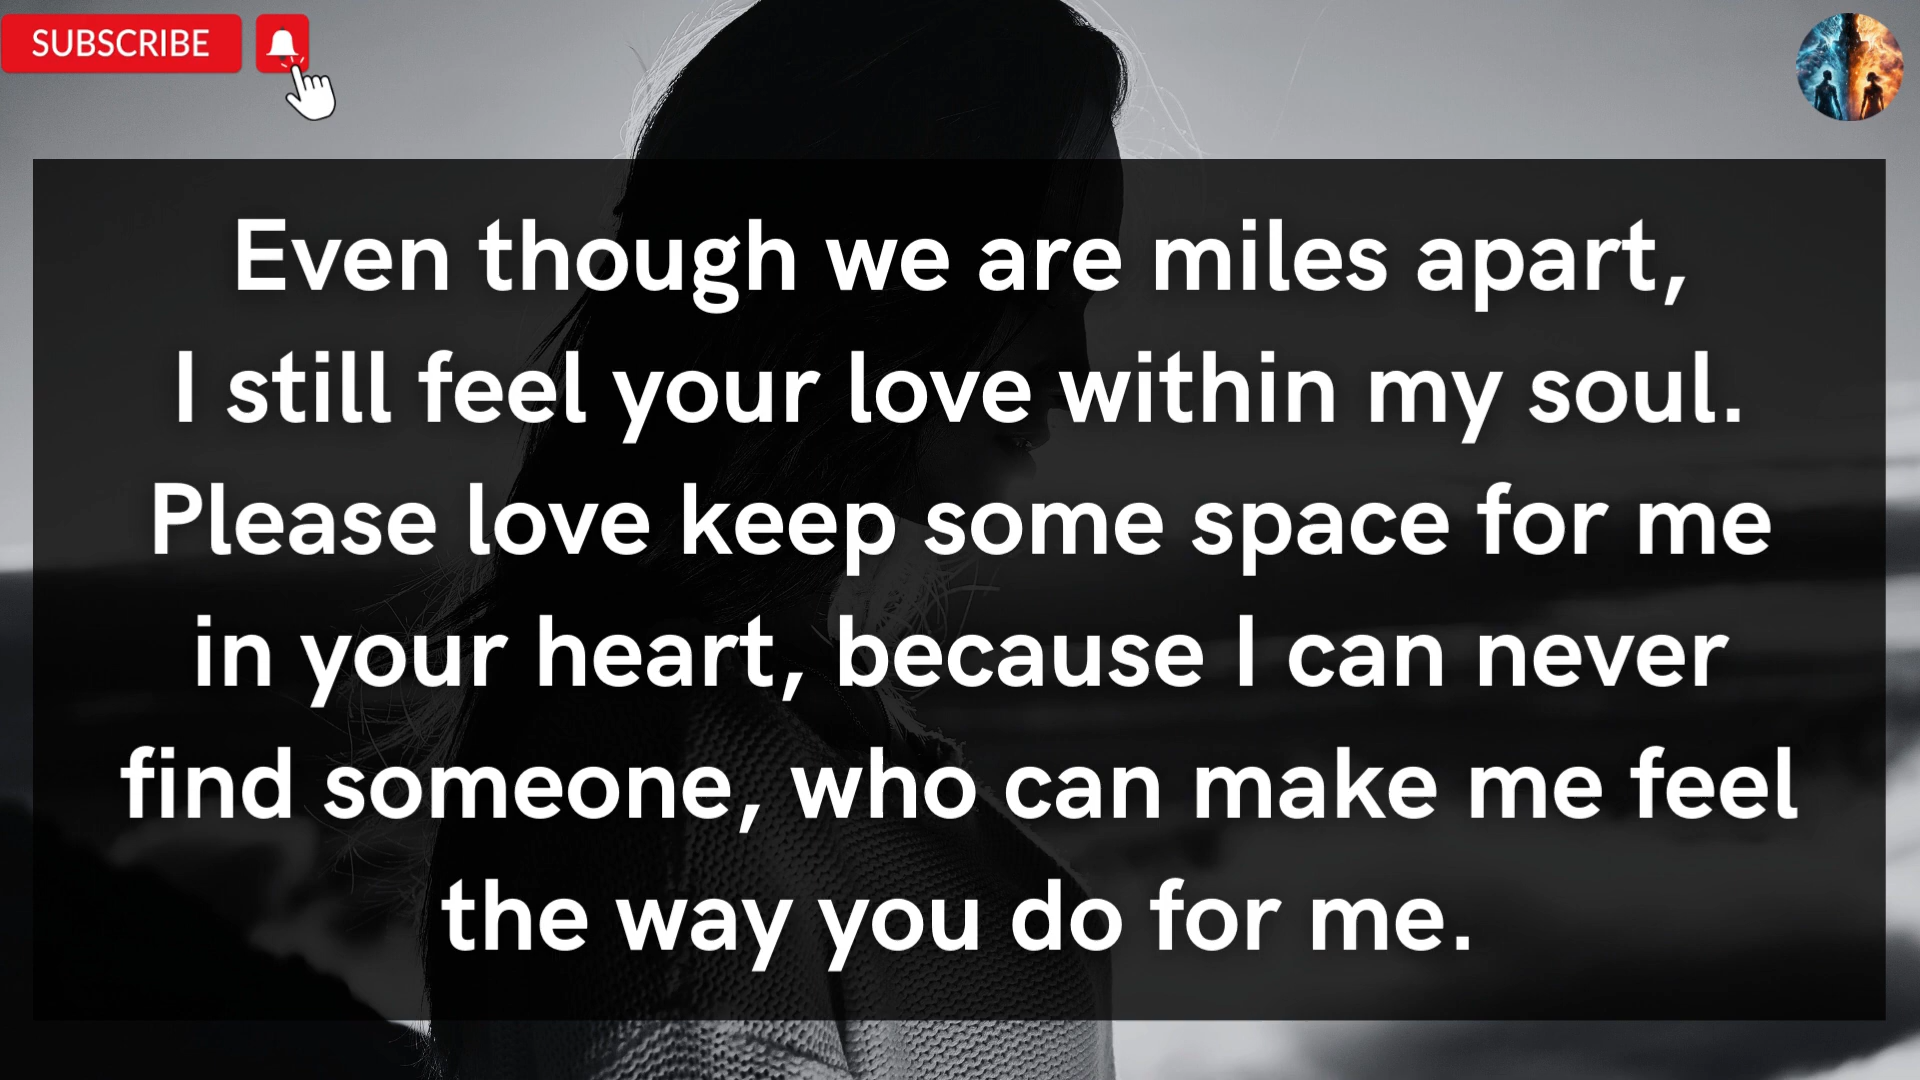 SUBSCRIBE
Even though we are miles apart,
I still feel your love within my soul.
Please love keep some space for me
in your heart, because I can never
find someone, who can make me feel
the way you do for me.